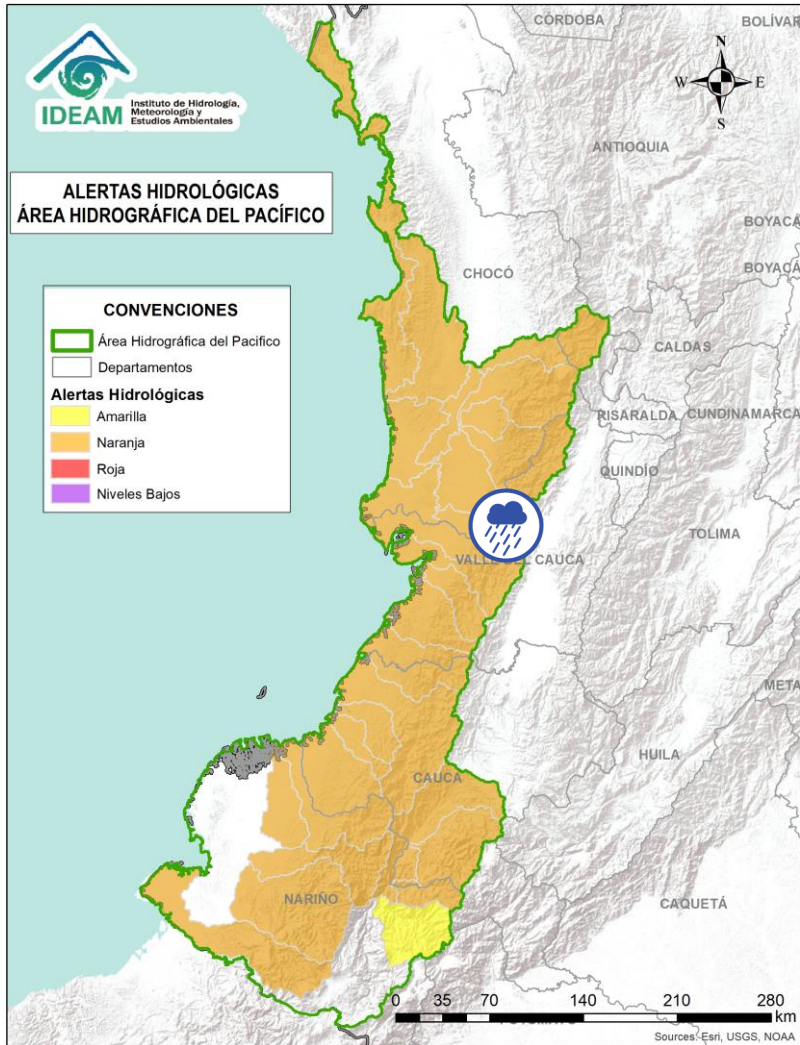 CÓRDOBA
BOLÍVAR
N
W
E
S
IDEAM
Instituto de Hidrología,
Meteorología y
Estudios Ambientales
ANTIOQUIA
ALERTAS HIDROLÓGICAS
ÁREA HIDROGRÁFICA DEL PACÍFICO
BOYACÁ
BOYACÁ
CHOCÓ
CONVENCIONES
Área Hidrográfica del Pacifico
Departamentos
Alertas Hidrológicas
Amarilla
Naranja
Roja
Niveles Bajos
CALDAS
RISARALDA
CUNDINAMARCA
QUINDÍO
TOLIMA
VALLE DEL CAUCA
META
HUILA
CAUCA
NARIÑO
CAQUETÁ
0 35 70 140 210 280
km
Sources: Esri, USGS, NOAA